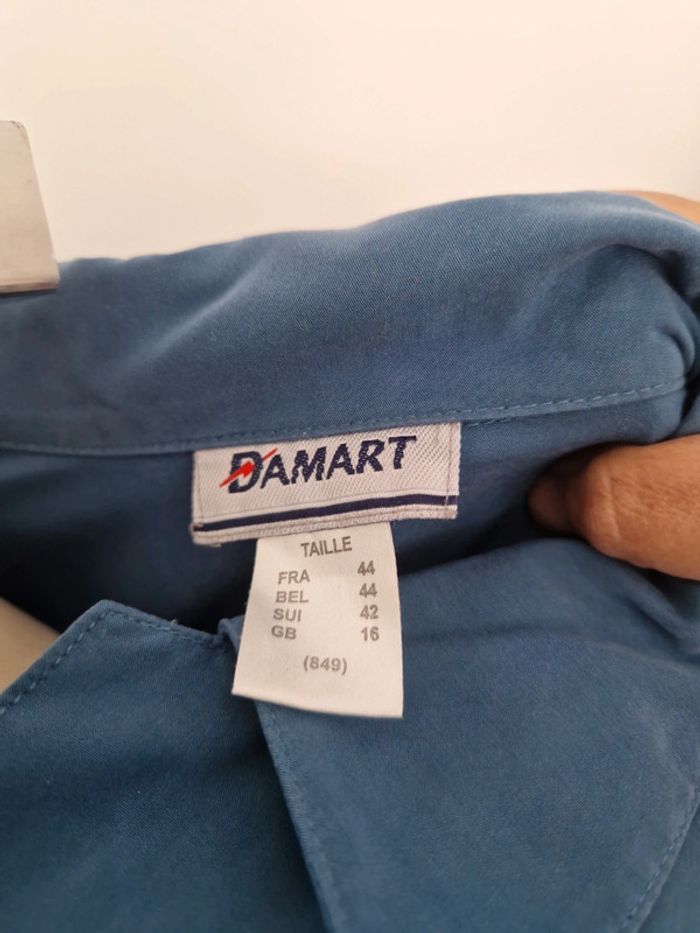 DAMART
TAILLE
FRA 44
BEL 44
SUI 42
GB 16
(849)